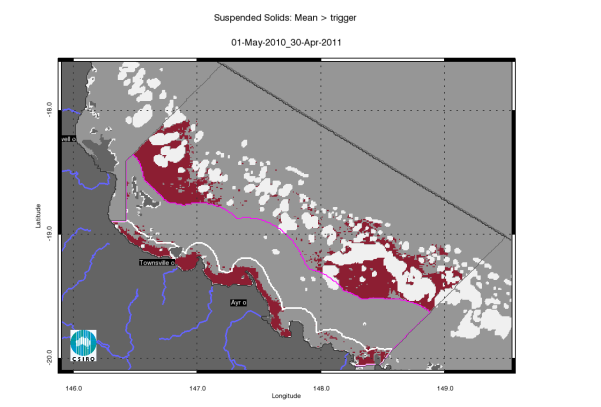 Suspended Solids: Mean > trigger
01-May-2010_30-Apr-2011
-18.0
well o
-19.0
Latitude
Townsville o
Ayr o
CSIRO
-20.0
146.0 147.0 148.0 149.0
Longitude